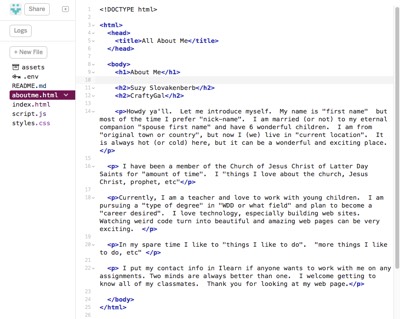 Share
Logs
+ New File
assets
.env
README.md
aboutme.html
index.html
script.js
styles.css
1 <!DOCTYPE html>
2
3 <html>
4 <head>
5 <title>All About Me</title>
6 </head>
7
8 <body>
9 <h1>About Me</h1>
10
11 <h2>Suzy Slovakenberb</h2>
12 <h2>CraftyGal</h2>
13
14 <p>Howdy ya'll. Let me introduce myself. My name is "first name" but
most of the time I prefer "nick-name". I am married (or not) to my eternal
companion "spouse first name" and have 6 wonderful children. I am from
"original town or country", but now I (we) live in "current location". It
is always hot (or cold) here, but it can be a wonderful and exciting place.
</p>
15
16 <p> I have been a member of the Church of Jesus Christ of Latter Day
Saints for "amount of time". I "things I love about the church, Jesus
Christ, prophet, etc"</p>
17
18 <p>Currently, I am a teacher and love to work with young children. I am
pursuing a "type of degree" in "WDD or what field" and plan to become a
"career desired". I love technology, especially building web sites.
Watching weird code turn into beautiful and amazing web pages can be very
exciting. </p>
19
20 <p>In my spare time I like to "things I like to do". "more things I like
to do, etc" </p>
21
22 <p> I put my contact info in Ilearn if anyone wants to work with me on any
assignments. Two minds are always better than one. I welcome getting to
know all of my classmates. Thank you for looking at my web page.</p>
23
24 </body>
25 </html>
26